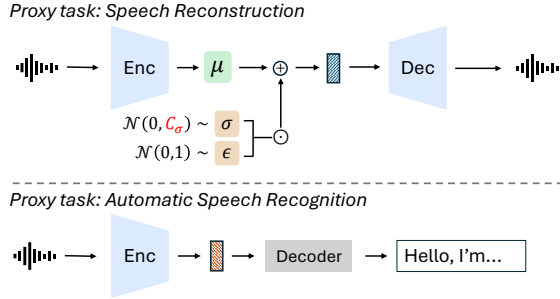 Proxy task: Speech Reconstruction
Enc
μ
Dec
𝒩(0, C_σ) ~ σ
𝒩(0,1) ~ ϵ
Proxy task: Automatic Speech Recognition
Enc
Decoder
Hello, I'm...